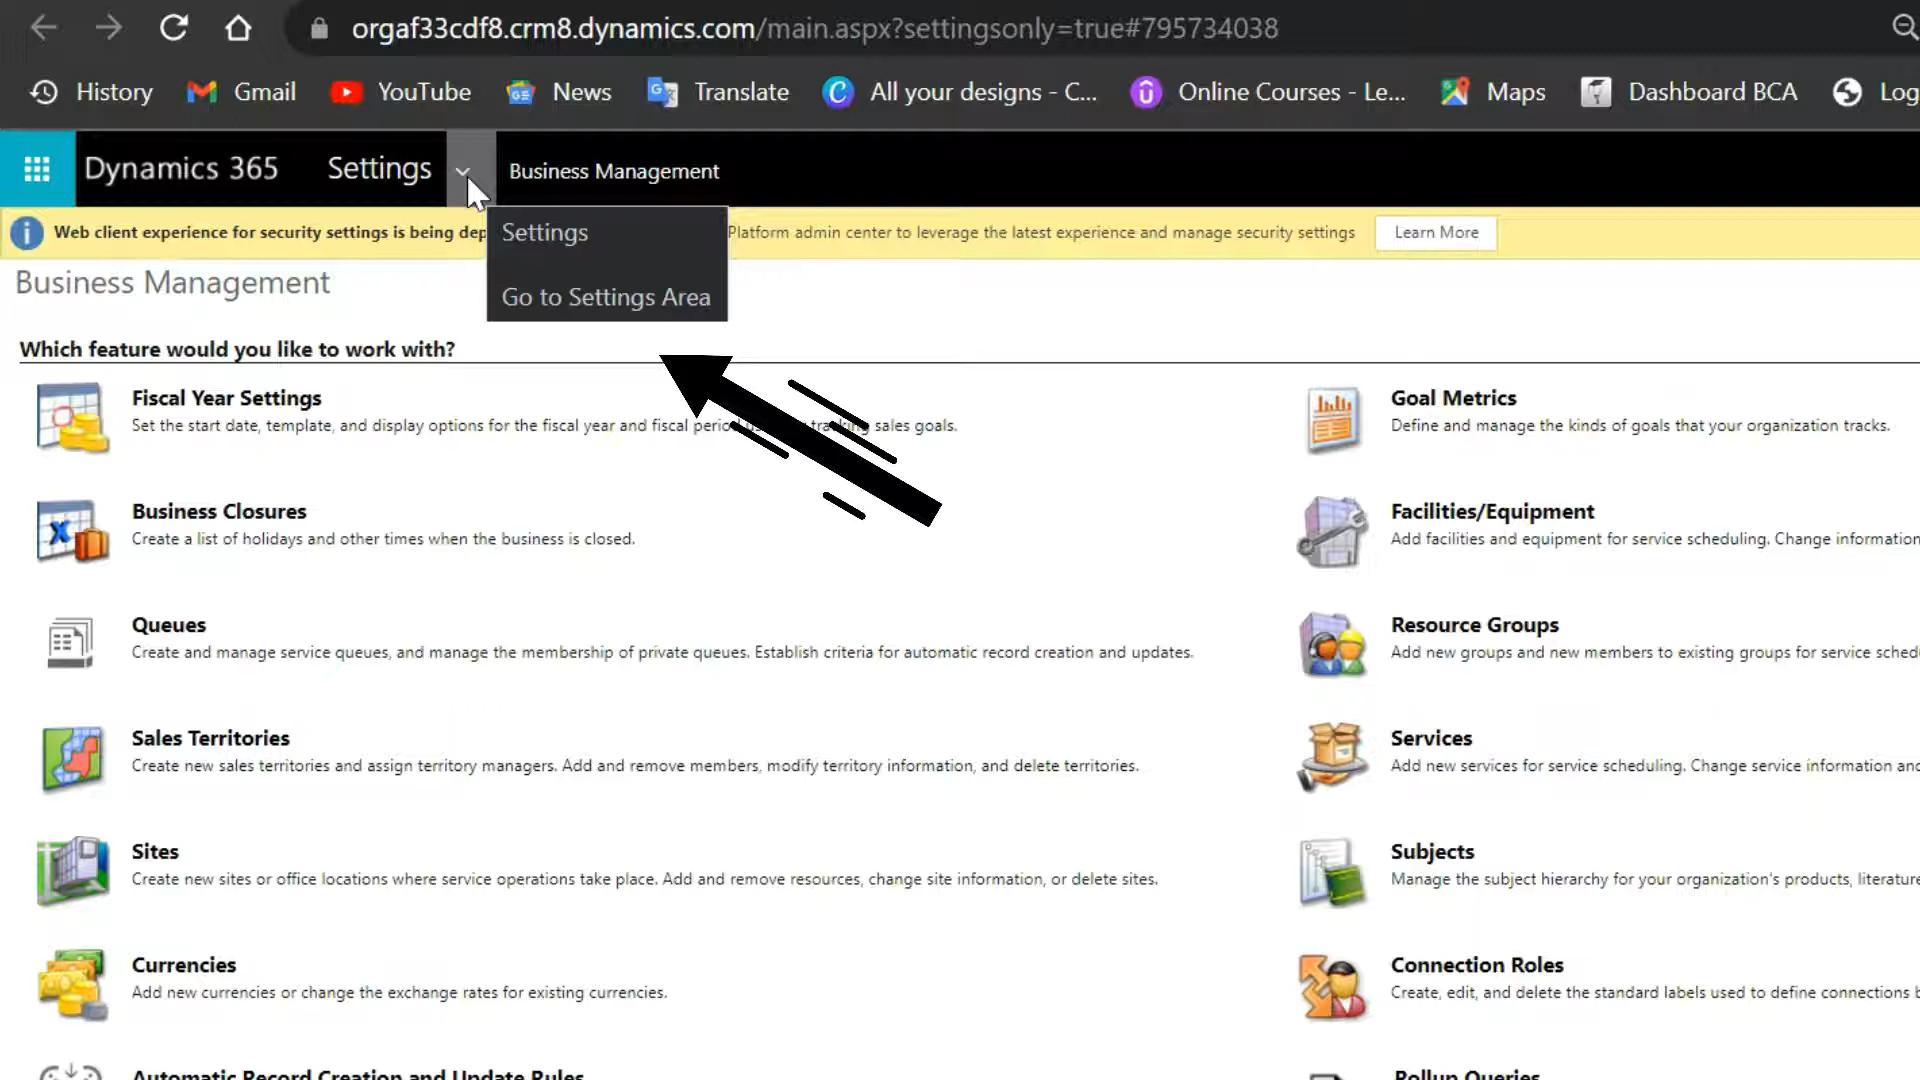 orgaf33cdf8.crm8.dynamics.com/main.aspx?settingsonly=true#795734038
History Gmail YouTube News Translate All your designs - C... Online Courses - Le... Maps Dashboard BCA Log
Dynamics 365 Settings Business Management
Web client experience for security settings is being dep Platform admin center to leverage the latest experience and manage security settings Learn More
Settings
Go to Settings Area
Business Management
Which feature would you like to work with?
Fiscal Year Settings
Set the start date, template, and display options for the fiscal year and fiscal tracking sales goals.
Goal Metrics
Define and manage the kinds of goals that your organization tracks.
Business Closures
Create a list of holidays and other times when the business is closed.
Facilities/Equipment
Add facilities and equipment for service scheduling. Change information
Queues
Create and manage service queues, and manage the membership of private queues. Establish criteria for automatic record creation and updates.
Resource Groups
Add new groups and new members to existing groups for service sched
Sales Territories
Create new sales territories and assign territory managers. Add and remove members, modify territory information, and delete territories.
Services
Add new services for service scheduling. Change service information and
Sites
Create new sites or office locations where service operations take place. Add and remove resources, change site information, or delete sites.
Subjects
Manage the subject hierarchy for your organization's products, literature
Currencies
Add new currencies or change the exchange rates for existing currencies.
Connection Roles
Create, edit, and delete the standard labels used to define connections b
Automatic Record Creation and Update Rules
Rollup Queries